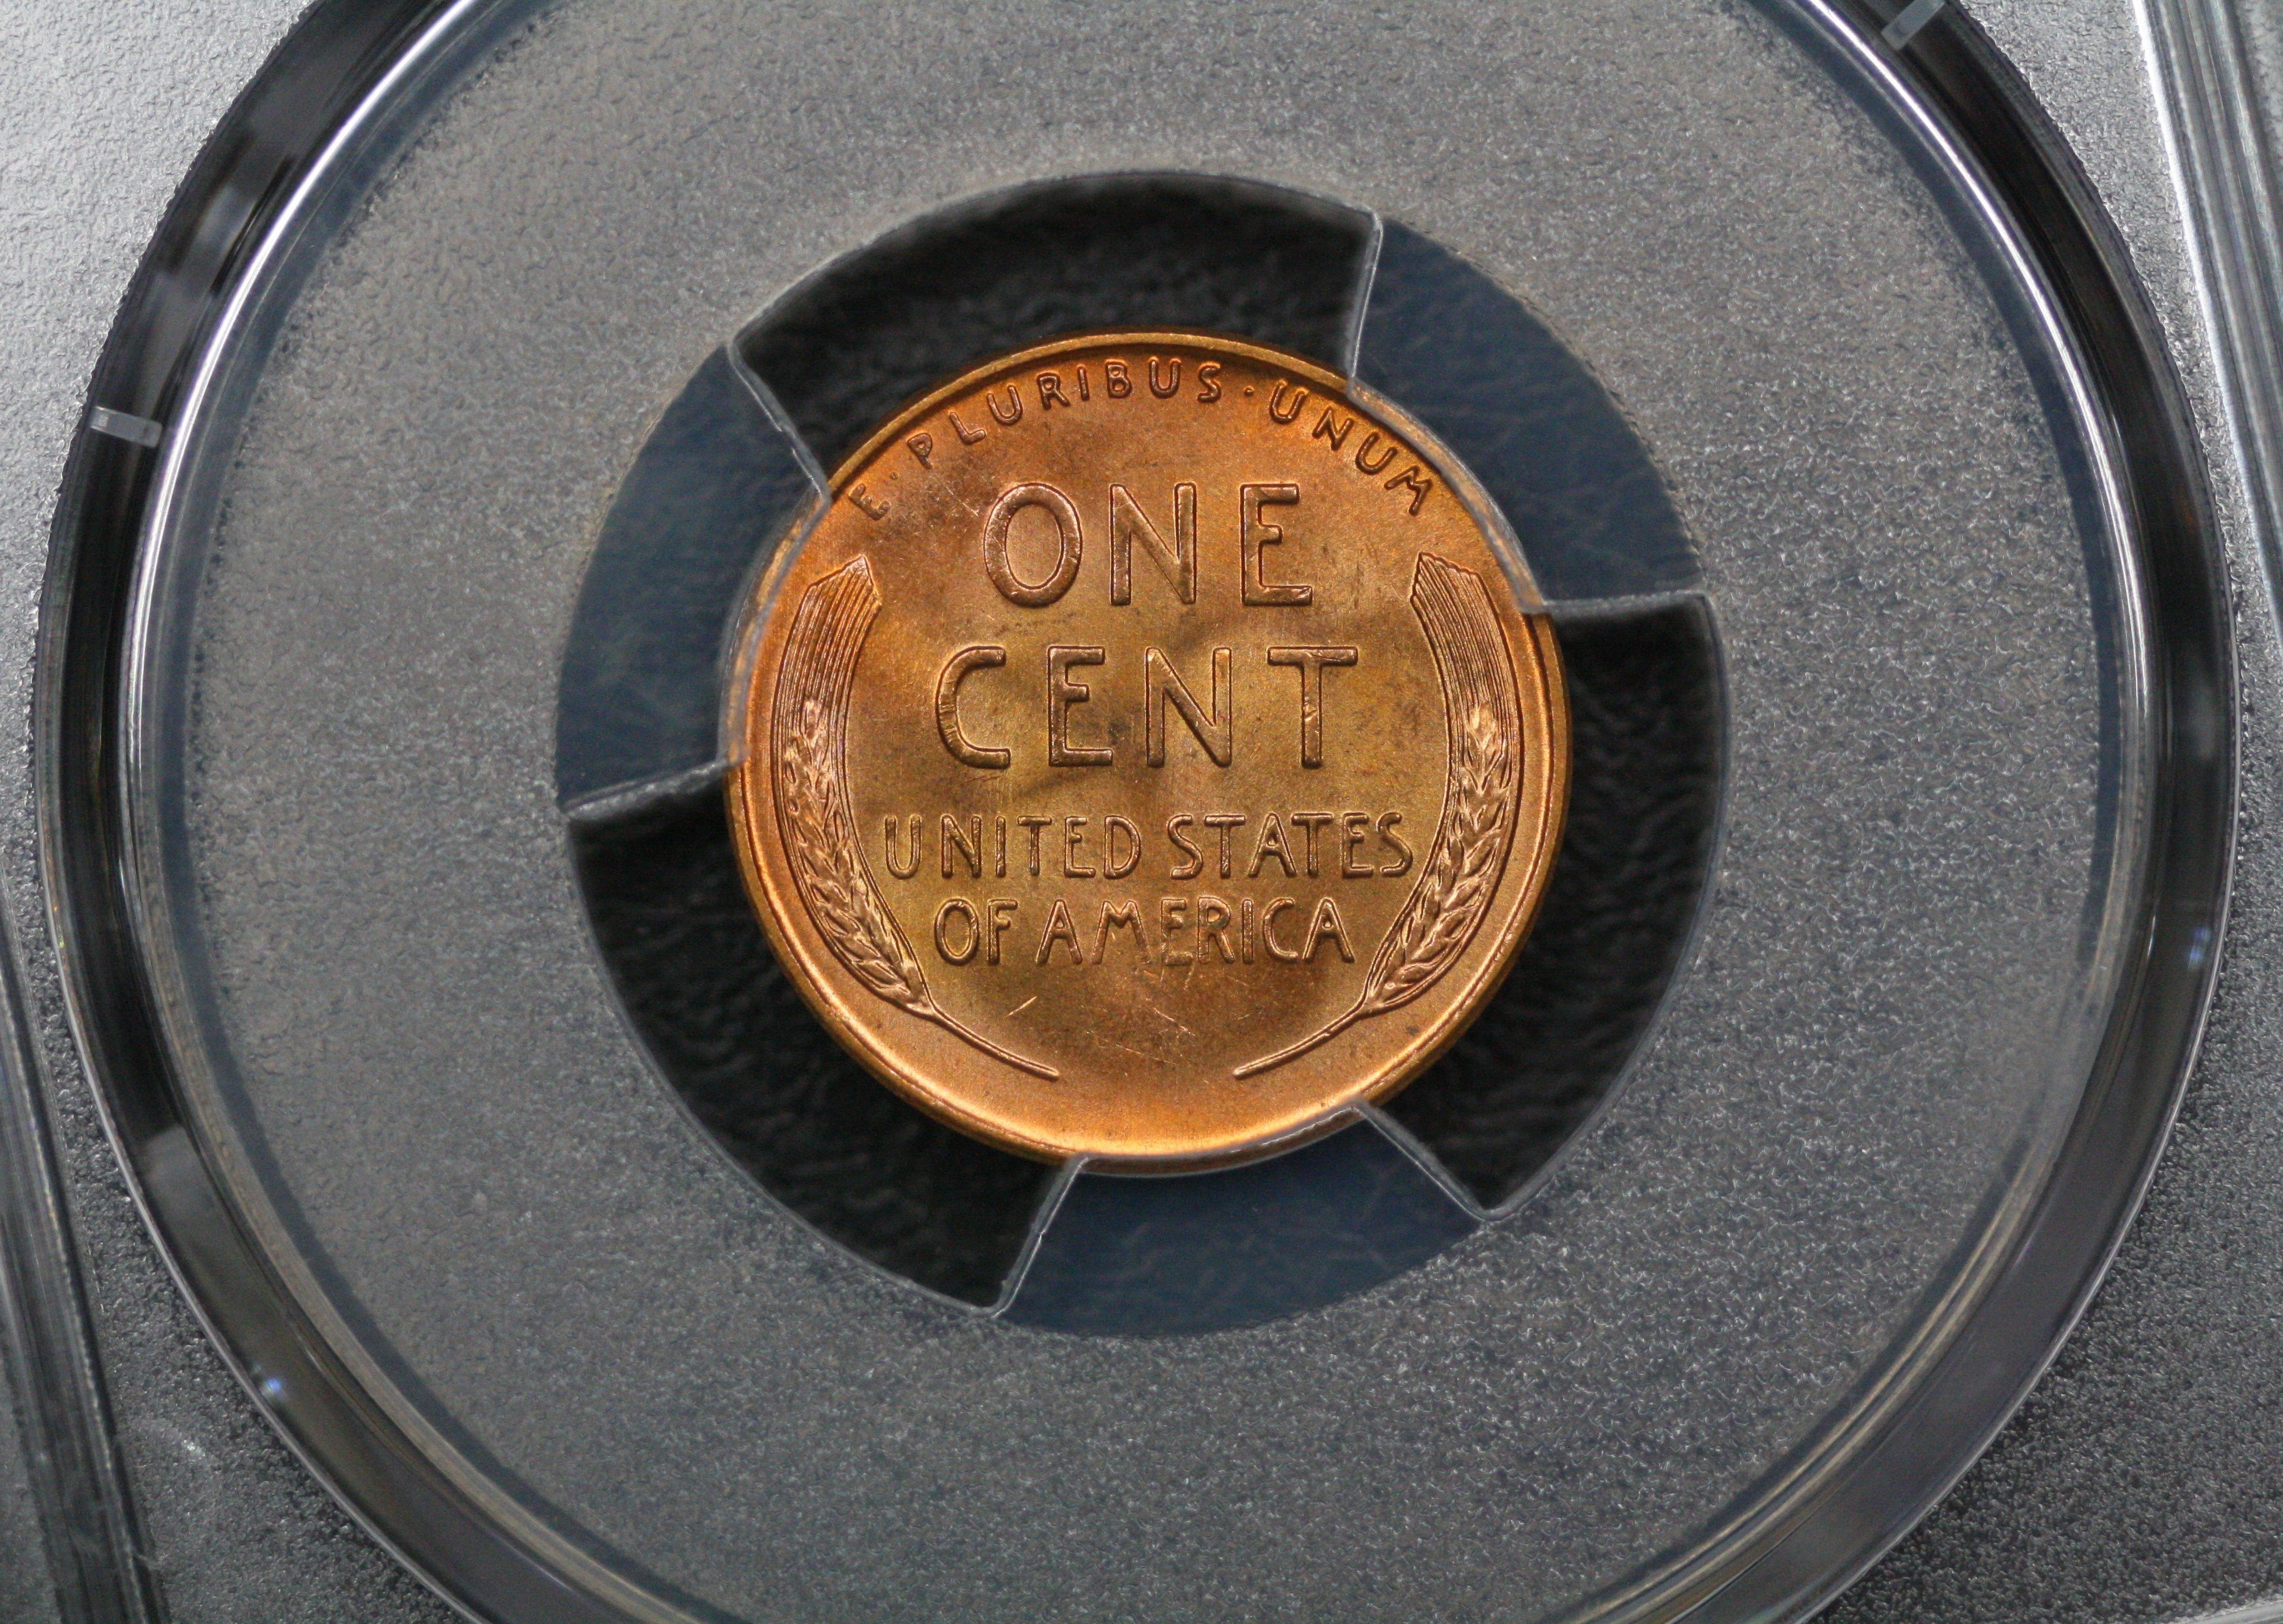 E · PLURIBUS · UNUM
ONE
CENT
UNITED STATES
OF AMERICA